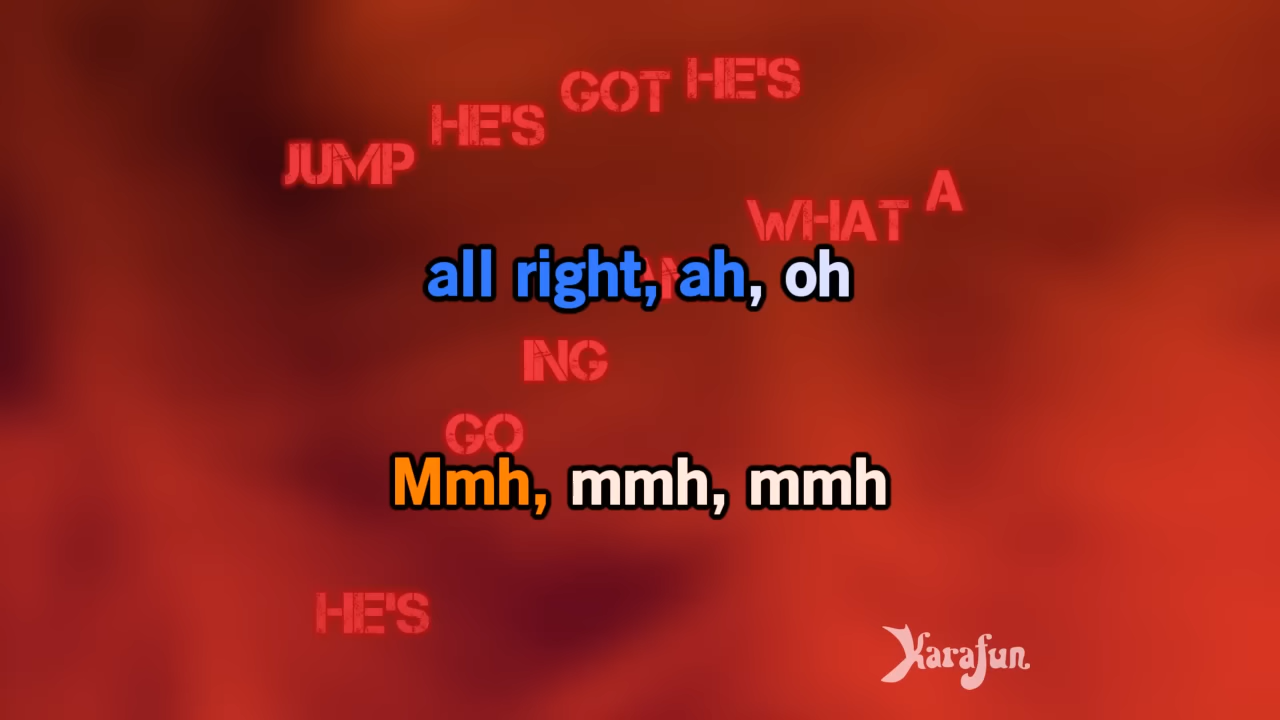 JUMP HE'S GOT HE'S
WHAT A
all right, ah, oh
ING
GO
Mmh, mmh, mmh
HE'S
Karafun